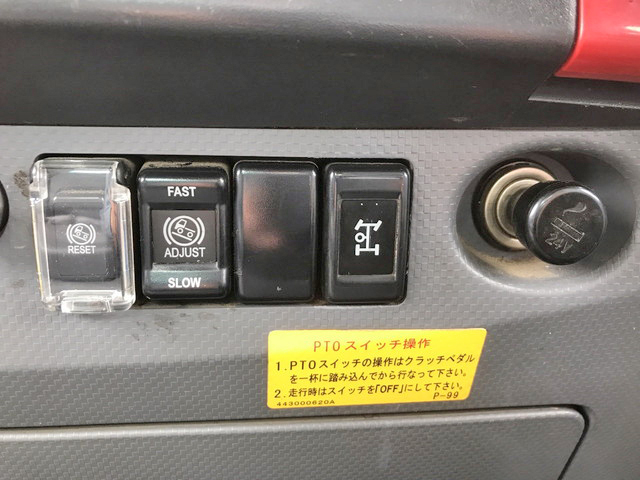 RESET
FAST
ADJUST
SLOW
24V
PTOスイッチ操作
1.PTOスイッチの操作はクラッチペダル
を一杯に踏み込んでから行なって下さい。
2.走行時はスイッチを「OFF」にして下さい。
443000620A P-99